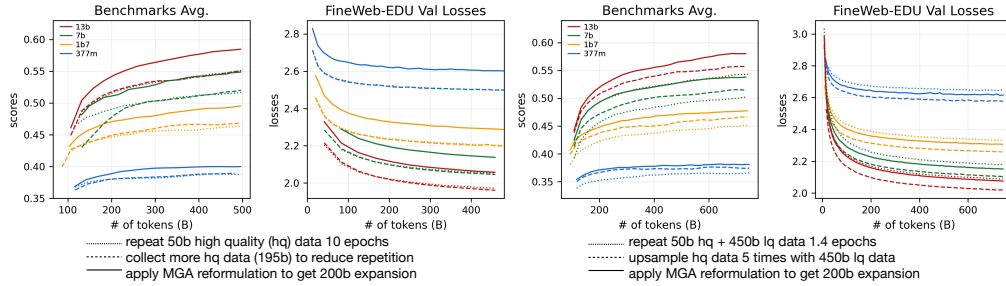 Benchmarks Avg.
FineWeb-EDU Val Losses
Benchmarks Avg.
FineWeb-EDU Val Losses
13b
7b
1b7
377m
0.60
0.55
0.50
0.45
0.40
0.35
scores
100 200 300 400 500
# of tokens (B)
2.8
2.6
2.4
2.2
2.0
losses
0 100 200 300 400
# of tokens (B)
13b
7b
1b7
377m
0.60
0.55
0.50
0.45
0.40
0.35
scores
200 400 600
# of tokens (B)
3.0
2.8
2.6
2.4
2.2
2.0
losses
0 200 400 600
# of tokens (B)
repeat 50b high quality (hq) data 10 epochs
collect more hq data (195b) to reduce repetition
apply MGA reformulation to get 200b expansion
repeat 50b hq + 450b lq data 1.4 epochs
upsample hq data 5 times with 450b lq data
apply MGA reformulation to get 200b expansion